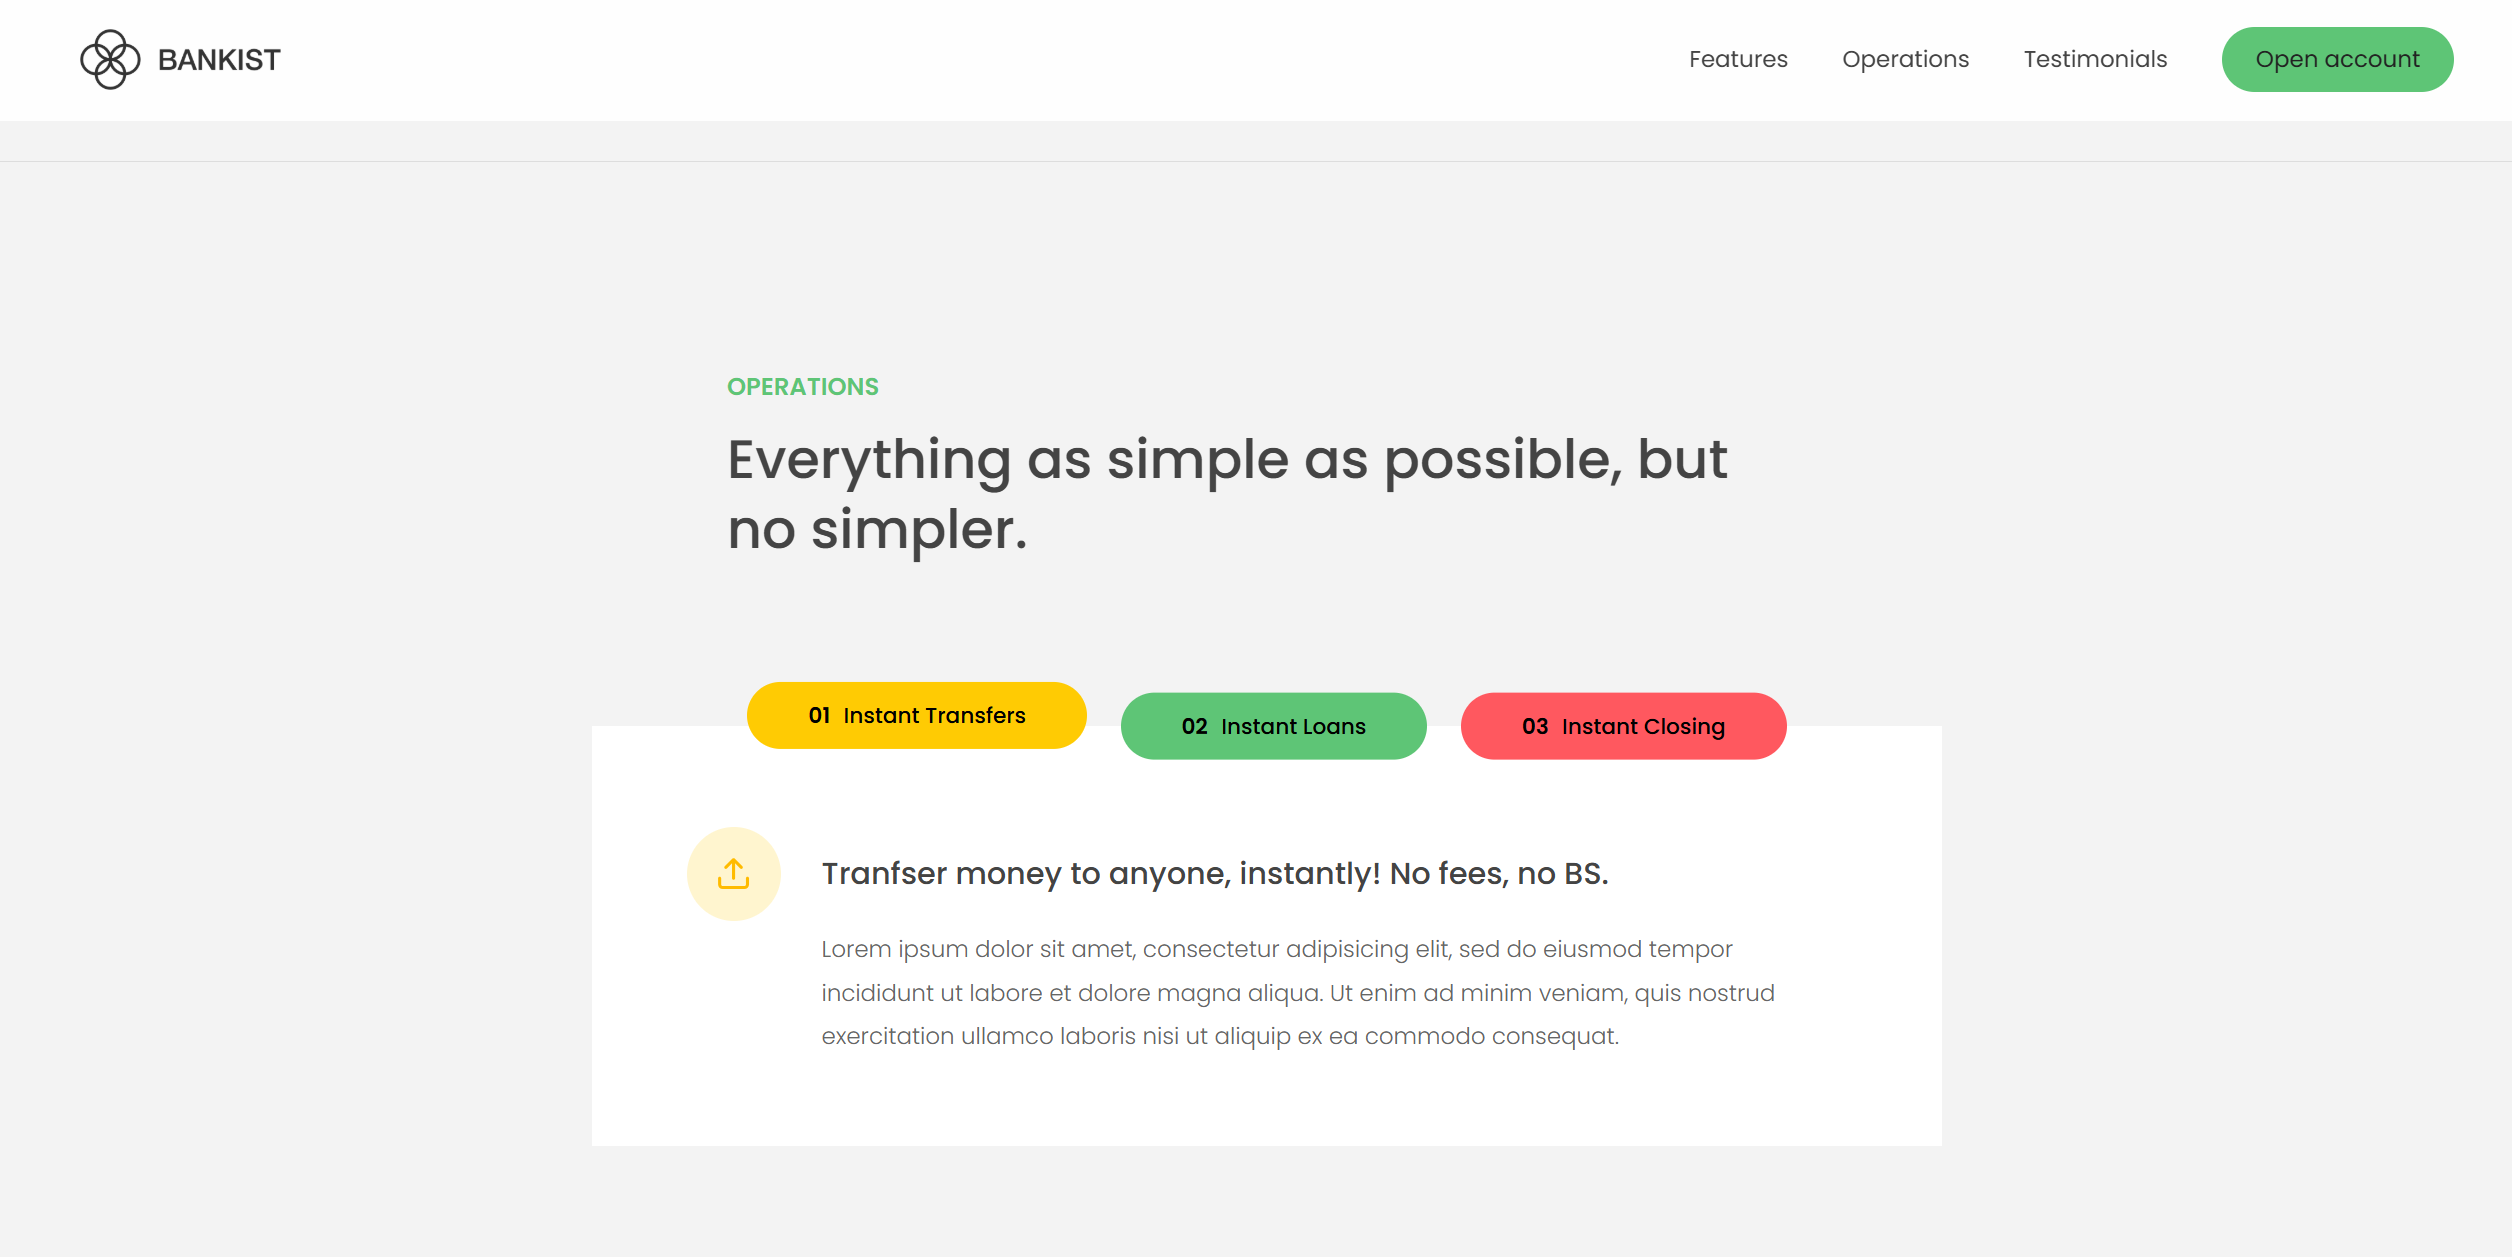 BANKIST
Features
Operations
Testimonials
Open account
OPERATIONS
Everything as simple as possible, but
no simpler.
01 Instant Transfers
02 Instant Loans
03 Instant Closing
Tranfser money to anyone, instantly! No fees, no BS.
Lorem ipsum dolor sit amet, consectetur adipisicing elit, sed do eiusmod tempor
incididunt ut labore et dolore magna aliqua. Ut enim ad minim veniam, quis nostrud
exercitation ullamco laboris nisi ut aliquip ex ea commodo consequat.